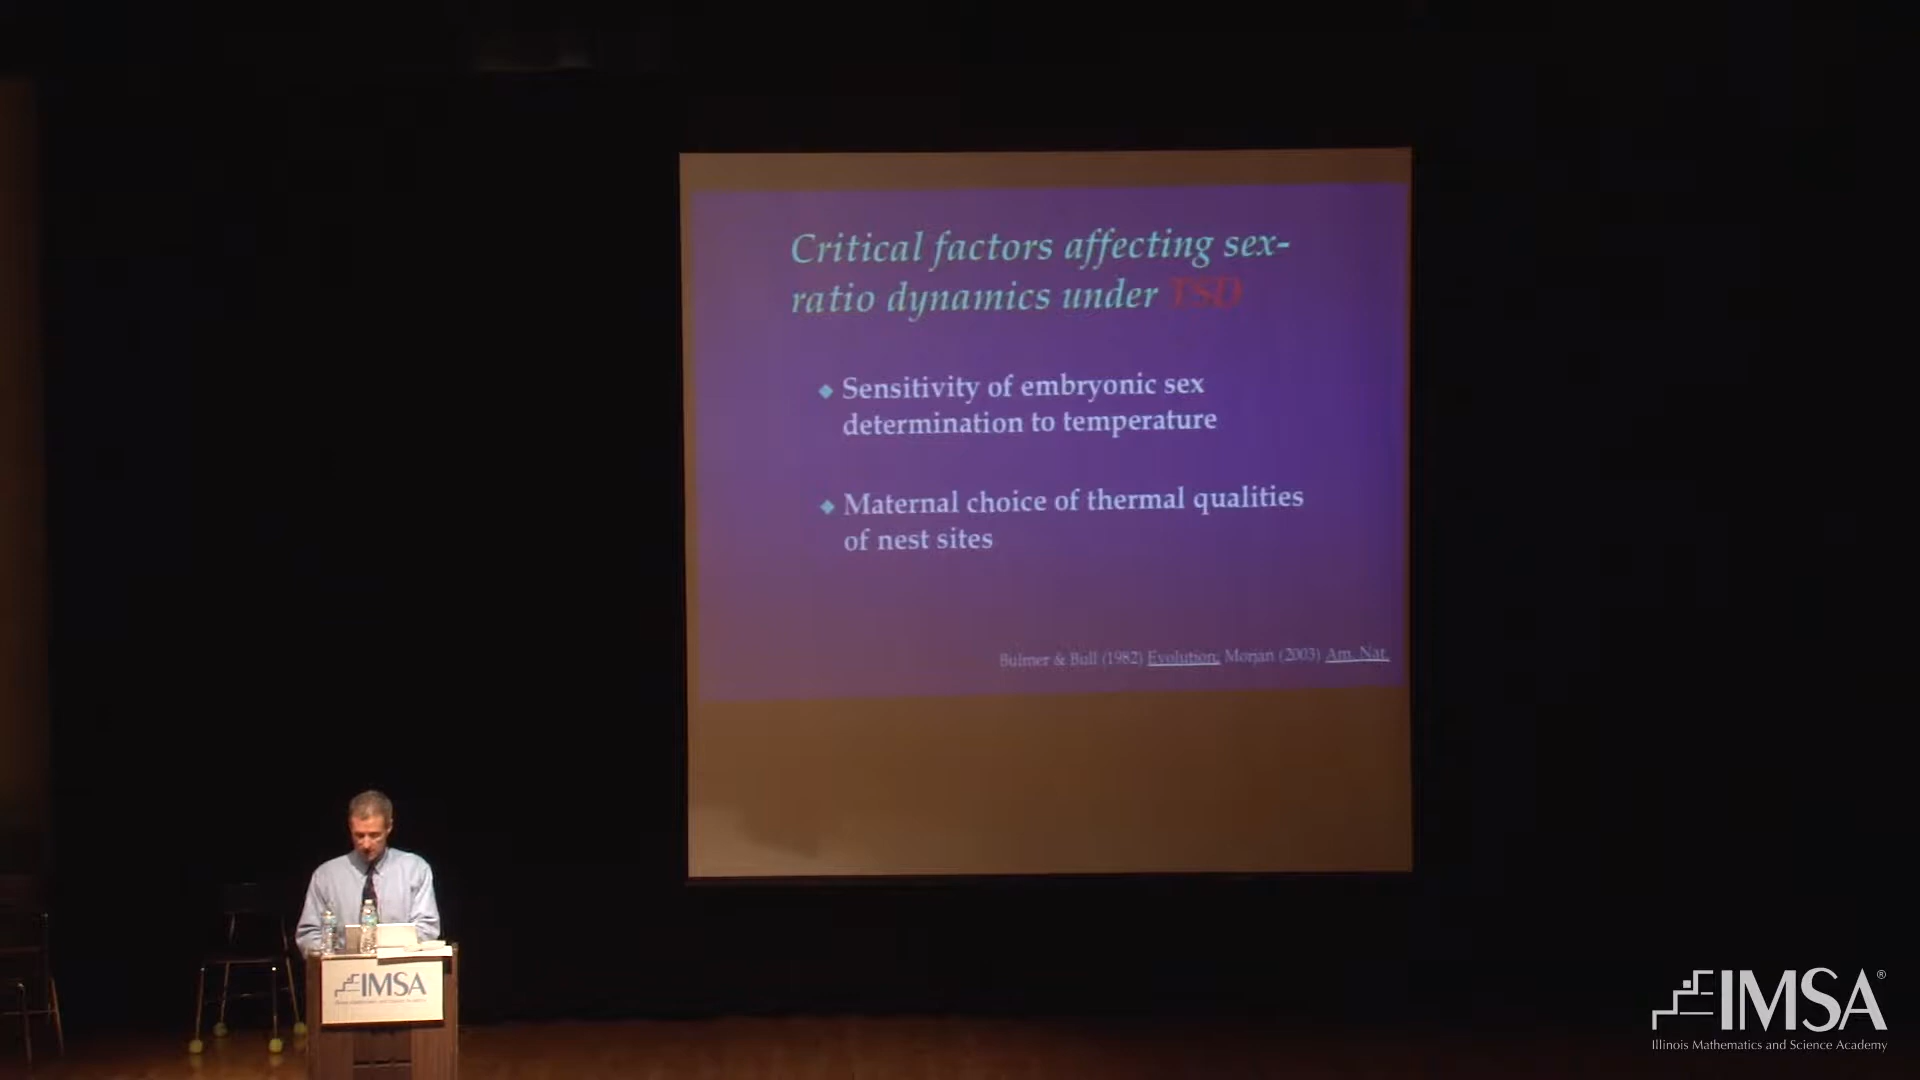 Critical factors affecting sex-
ratio dynamics under TSD
◆ Sensitivity of embryonic sex
determination to temperature
◆ Maternal choice of thermal qualities
of nest sites
Bulmer & Bull (1982) Evolution; Morjan (2003) Am. Nat.
IMSA
IMSA®
Illinois Mathematics and Science Academy